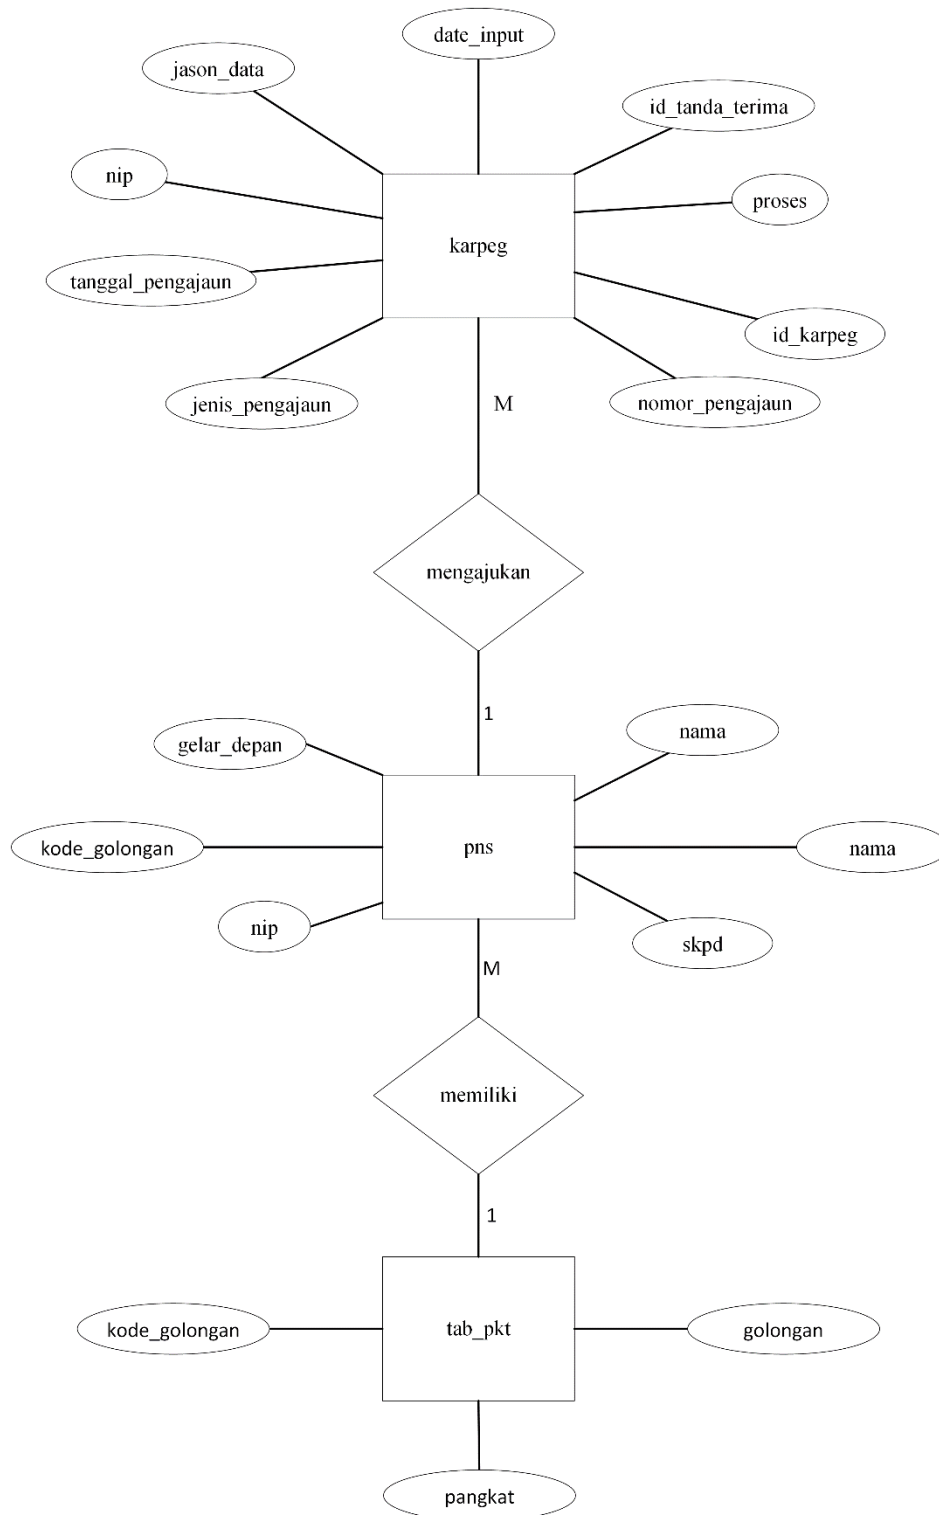 date_input
jason_data
id_tanda_terima
nip
proses
karpeg
tanggal_pengajaun
id_karpeg
jenis_pengajaun
nomor_pengajaun
M
mengajukan
1
gelar_depan
nama
kode_golongan
pns
nama
nip
skpd
M
memiliki
1
kode_golongan
tab_pkt
golongan
pangkat